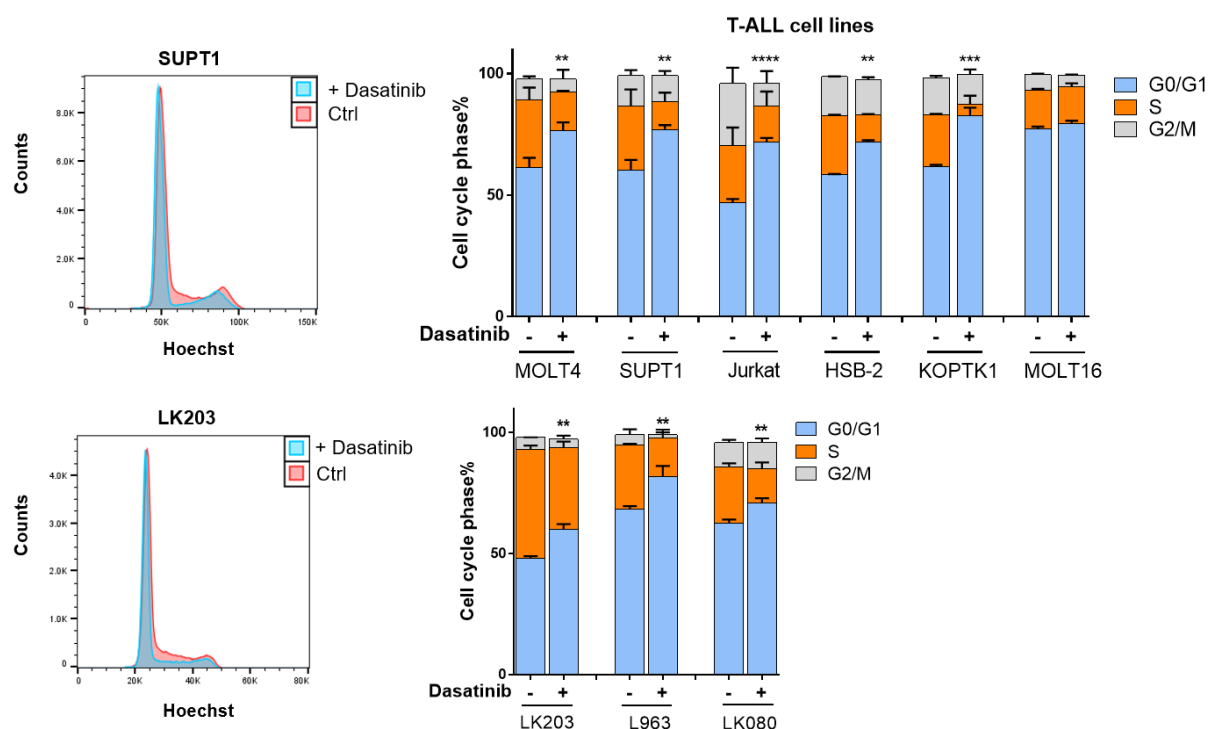 T-ALL cell lines
SUPT1
+ Dasatinib
Ctrl
Counts
8.0K
6.0K
4.0K
2.0K
0
0 50K 100K 150K
Hoechst
Cell cycle phase%
100
50
0
** ** **** ** ***
G0/G1
S
G2/M
Dasatinib - + - + - + - + - + - +
MOLT4 SUPT1 Jurkat HSB-2 KOPTK1 MOLT16
LK203
+ Dasatinib
Ctrl
Counts
4.0K
3.0K
2.0K
1.0K
0
0 20K 40K 60K 80K
Hoechst
Cell cycle phase%
100
50
0
** ** **
G0/G1
S
G2/M
Dasatinib - + - + - +
LK203 L963 LK080